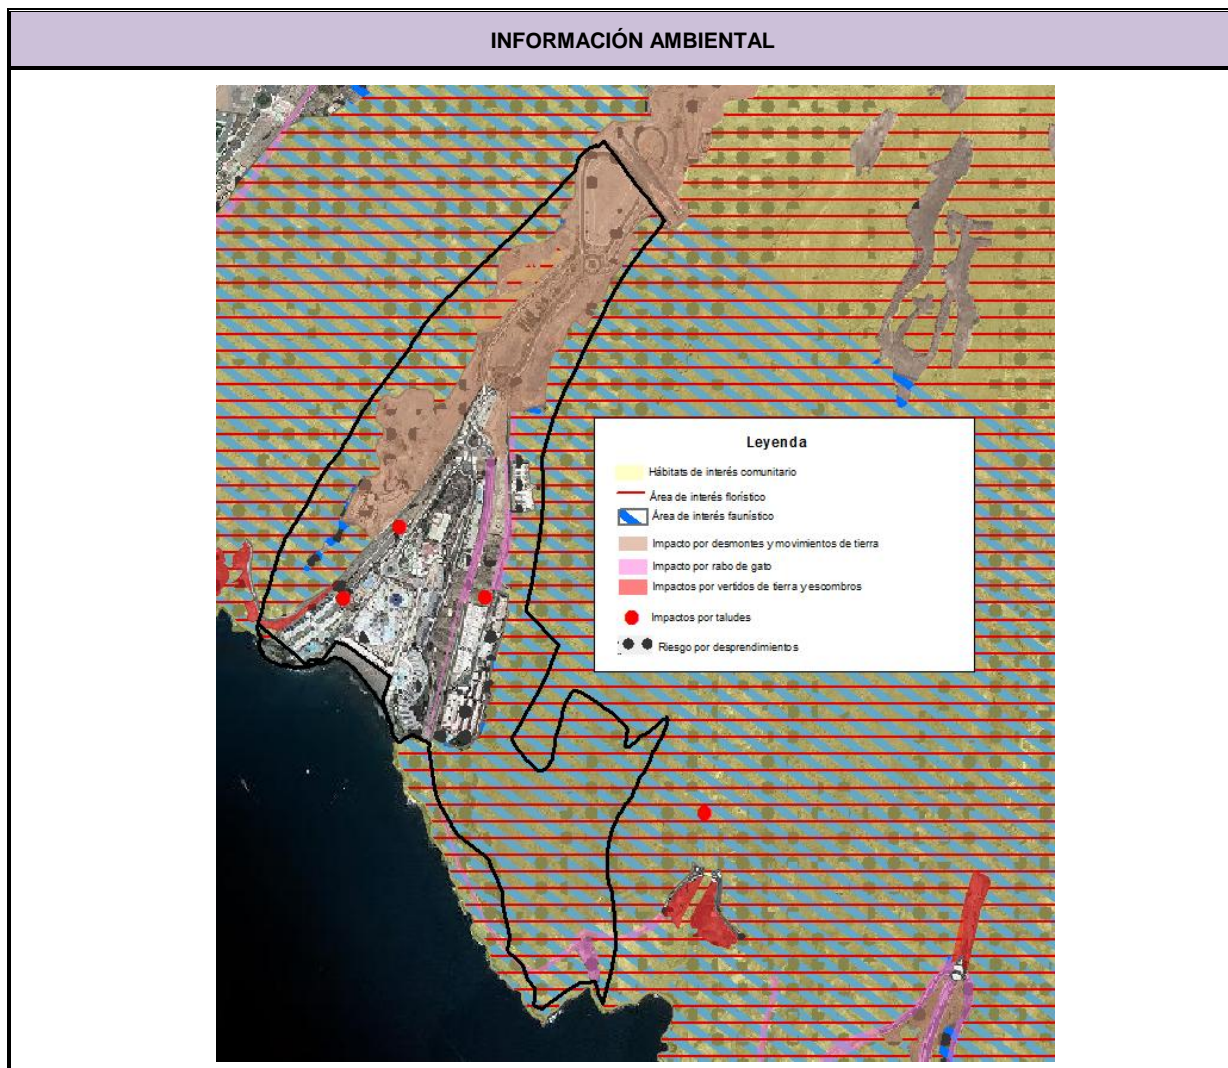 INFORMACIÓN AMBIENTAL
Leyenda
Hábitats de interés comunitario
Área de interés florístico
Área de interés faunístico
Impacto por desmontes y movimientos de tierra
Impacto por rabo de gato
Impactos por vertidos de tierra y escombros
Impactos por taludes
Riesgo por desprendimientos